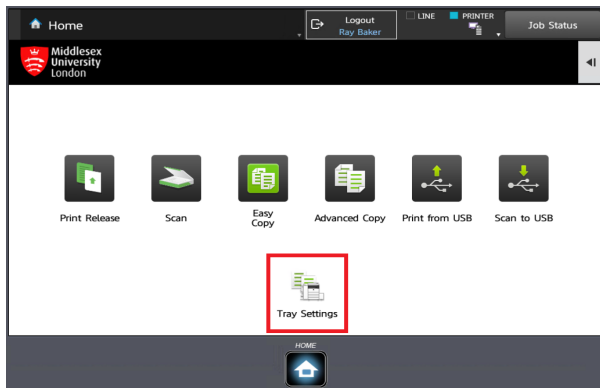 Home
Logout
Ray Baker
LINE
PRINTER
Job Status
Middlesex
University
London
Print Release
Scan
Easy
Copy
Advanced Copy
Print from USB
Scan to USB
Tray Settings
HOME